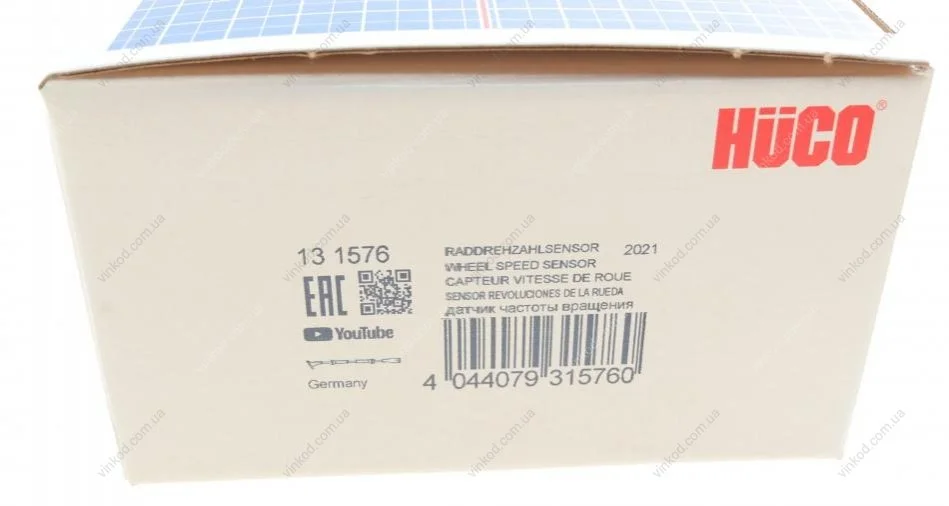 HÜCO®
13 1576
EAC
YouTube
Germany
RADDREHZAHLSENSOR 2021
WHEEL SPEED SENSOR
CAPTEUR VITESSE DE ROUE
SENSOR REVOLUCIONES DE LA RUEDA
датчик частоты вращения
4 044079 315760
vinkod.com.ua